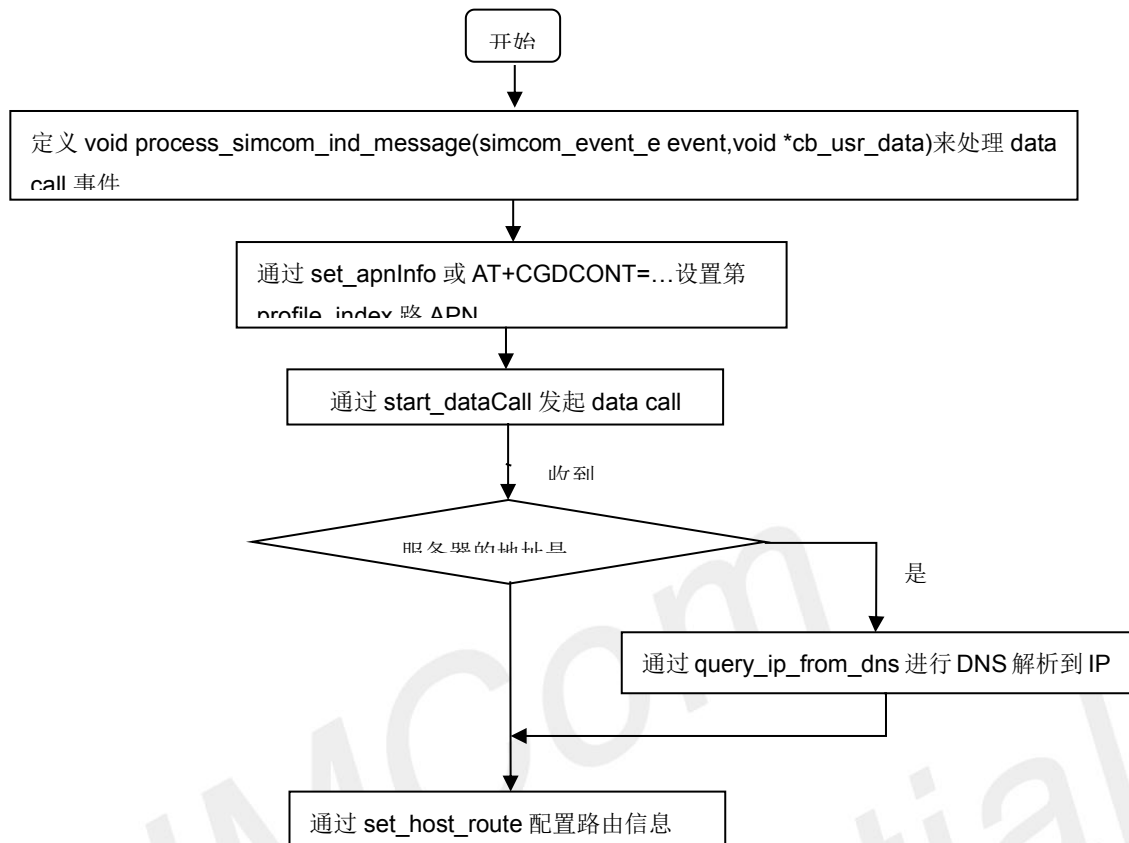 开始
定义 void process_simcom_ind_message(simcom_event_e event,void *cb_usr_data)来处理 data
call 事件
通过 set_apnInfo 或 AT+CGDCONT=…设置第
profile_index 路 APN
通过 start_dataCall 发起 data call
收到
服务器的地址是
是
通过 query_ip_from_dns 进行 DNS 解析到 IP
通过 set_host_route 配置路由信息